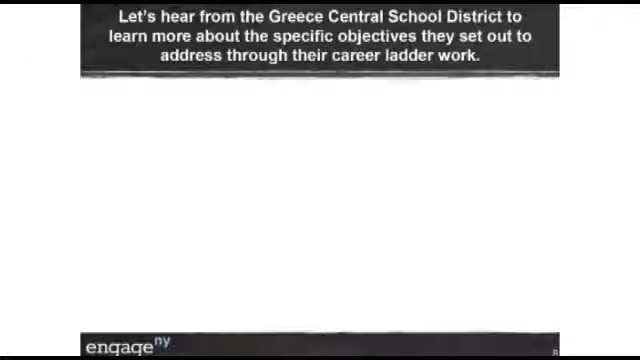 Let's hear from the Greece Central School District to
learn more about the specific objectives they set out to
address through their career ladder work.
engageny